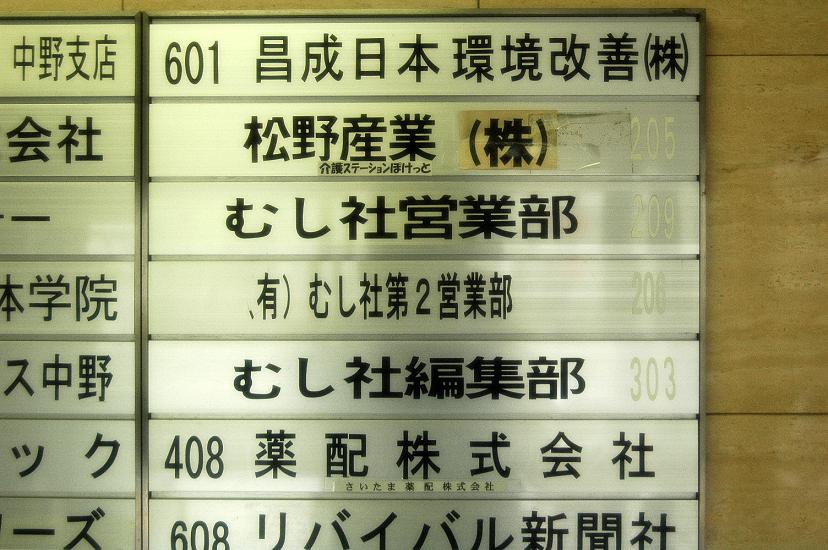 中野支店
会会社
ー
本学院
ス中野
ック
ーズ
601 昌成日本環境改善(株)
松野産業 (株) 205
介護ステーションぽけっと
むし社営業部 209
有)むし社第2営業部 206
むし社編集部 303
408 薬配株式会社
さいたま薬配株式会社
608 リバイバル新聞社